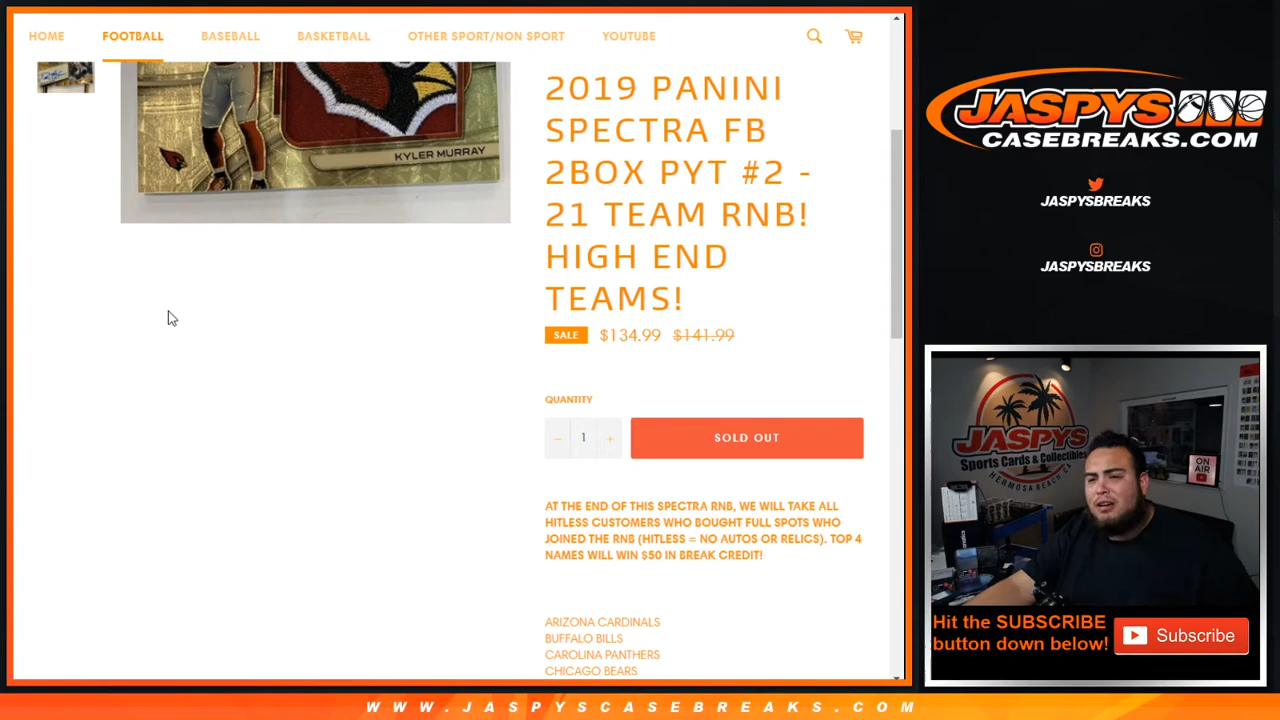 HOME FOOTBALL BASEBALL BASKETBALL OTHER SPORT/NON SPORT YOUTUBE
KYLER MURRAY
2019 PANINI
SPECTRA FB
2BOX PYT #2 -
21 TEAM RNB!
HIGH END
TEAMS!
SALE $134.99 $141.99
QUANTITY
− 1 + SOLD OUT
AT THE END OF THIS SPECTRA RNB, WE WILL TAKE ALL
HITLESS CUSTOMERS WHO BOUGHT FULL SPOTS WHO
JOINED THE RNB (HITLESS = NO AUTOS OR RELICS). TOP 4
NAMES WILL WIN $50 IN BREAK CREDIT!
ARIZONA CARDINALS
BUFFALO BILLS
CAROLINA PANTHERS
CHICAGO BEARS
JASPYS
CASEBREAKS.COM
JASPYSBREAKS
JASPYSBREAKS
JASPYS
Sports Cards & Collectibles
HERMOSA BEACH CA
ON
AIR
Hit the SUBSCRIBE
button down below!
Subscribe
WWW.JASPYSCASEBREAKS.COM